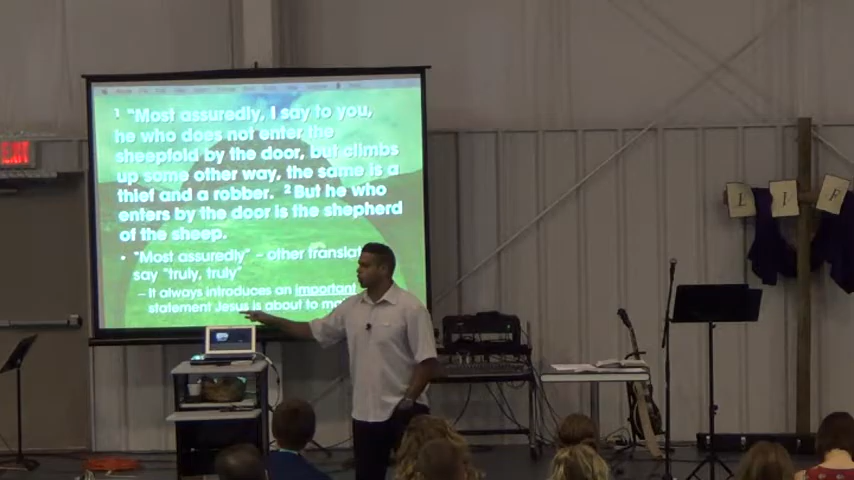 EXIT
1 "Most assuredly, I say to you,
he who does not enter the
sheepfold by the door, but climbs
up some other way, the same is a
thief and a robber. 2 But he who
enters by the door is the shepherd
of the sheep.
• "Most assuredly" – other translat
say "truly, truly"
– It always introduces an important
statement Jesus is about to ma
L I F